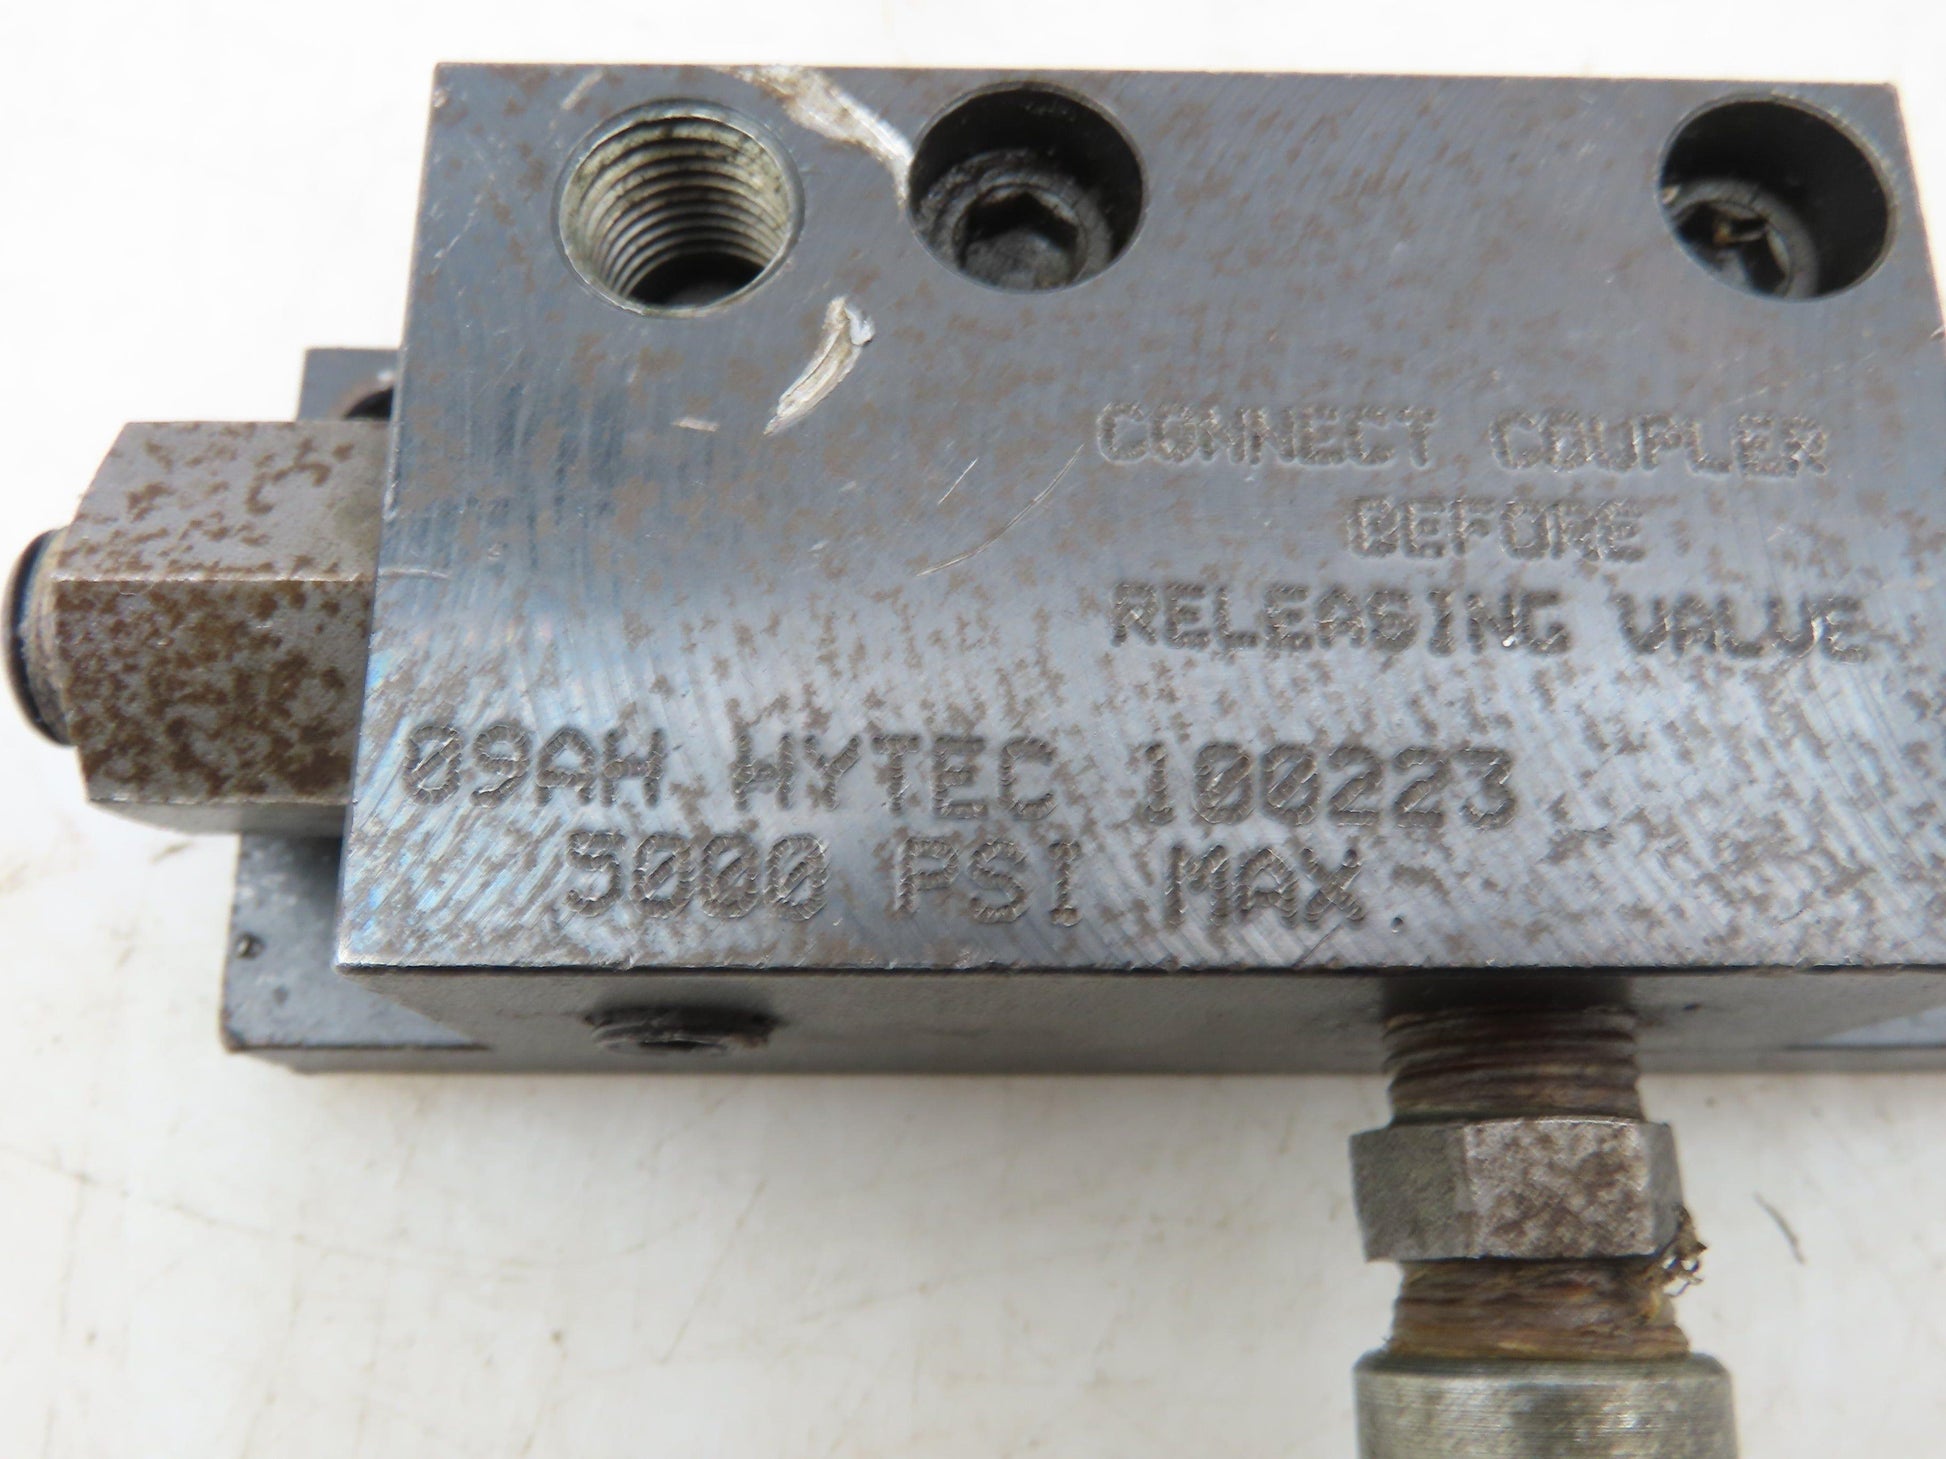 CONNECT COUPLER
BEFORE
RELEASING VALVE
09AH HYTEC 100223
5000 PSI MAX.